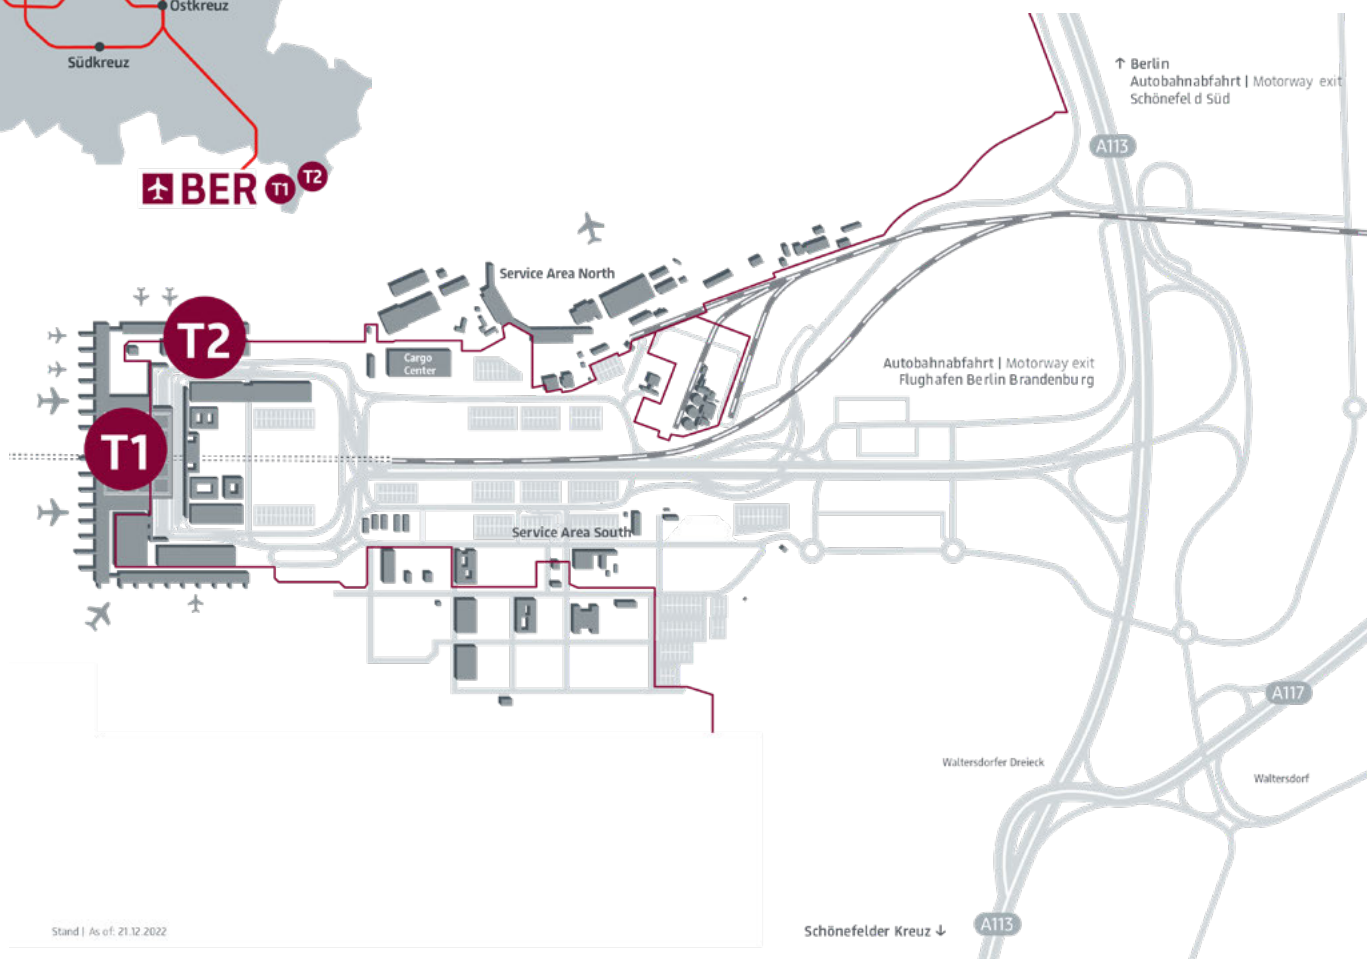 Ostkreuz
Südkreuz
BER T1 T2
↑ Berlin
Autobahnabfahrt | Motorway exit
Schönefel d Süd
A113
Service Area North
T2
Cargo
Center
Autobahnabfahrt | Motorway exit
Flughafen Berlin Brandenburg
T1
Service Area South
A117
Waltersdorfer Dreieck
Waltersdorf
Stand | As of: 21.12.2022
Schönefelder Kreuz ↓
A113